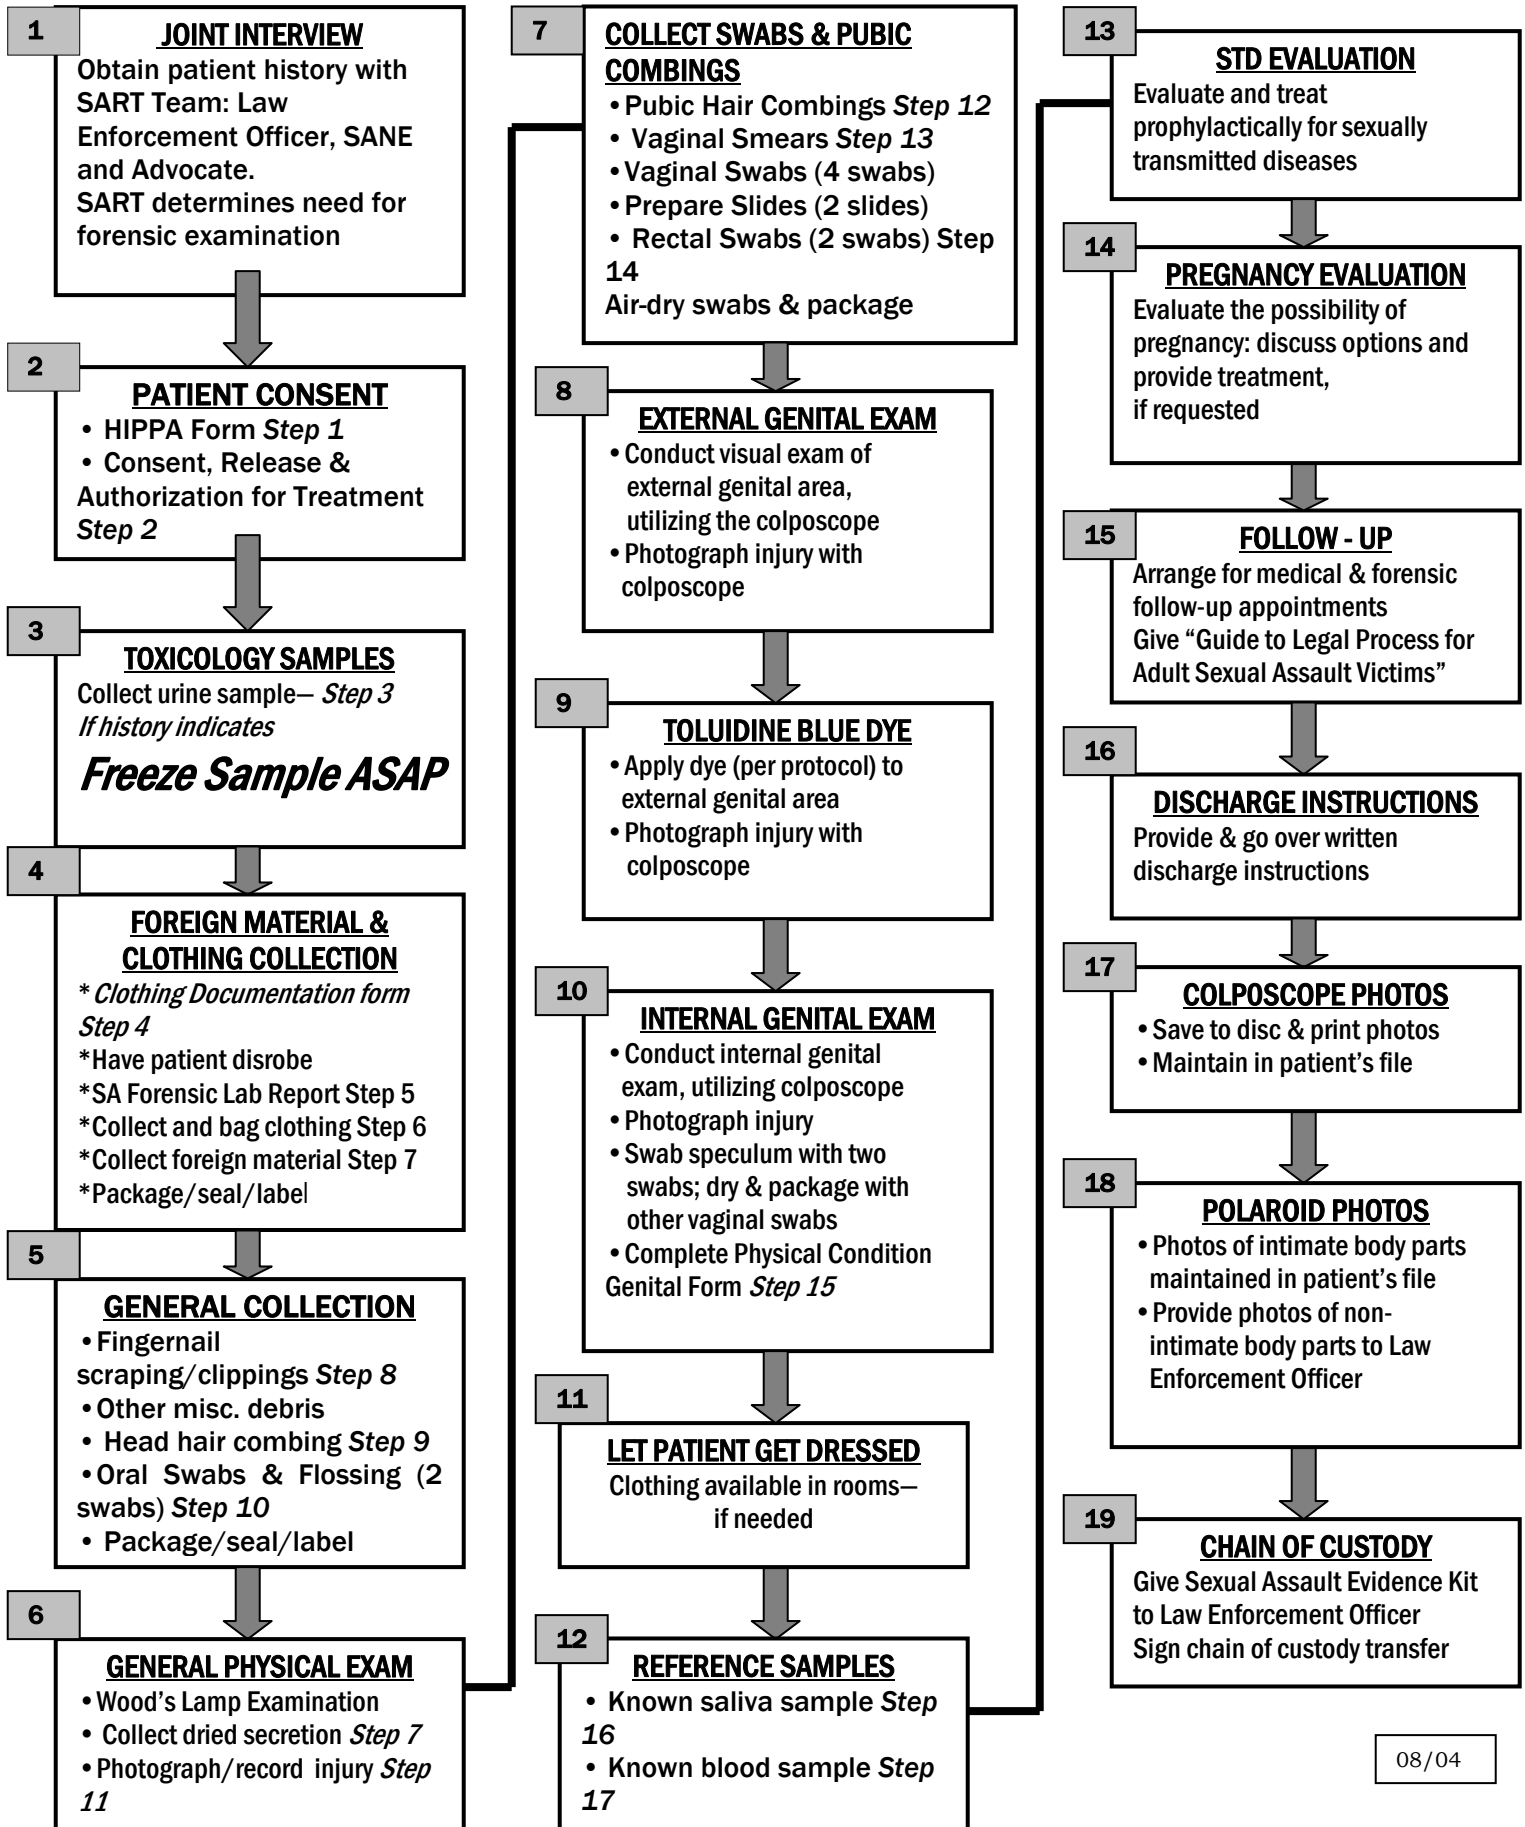 1
JOINT INTERVIEW
Obtain patient history with
SART Team: Law
Enforcement Officer, SANE
and Advocate.
SART determines need for
forensic examination
2
PATIENT CONSENT
• HIPPA Form Step 1
• Consent, Release &
Authorization for Treatment
Step 2
3
TOXICOLOGY SAMPLES
Collect urine sample— Step 3
If history indicates
Freeze Sample ASAP
4
FOREIGN MATERIAL &
CLOTHING COLLECTION
* Clothing Documentation form
Step 4
*Have patient disrobe
*SA Forensic Lab Report Step 5
*Collect and bag clothing Step 6
*Collect foreign material Step 7
*Package/seal/label
5
GENERAL COLLECTION
•Fingernail
scraping/clippings Step 8
•Other misc. debris
• Head hair combing Step 9
•Oral Swabs & Flossing (2
swabs) Step 10
• Package/seal/label
6
GENERAL PHYSICAL EXAM
•Wood's Lamp Examination
• Collect dried secretion Step 7
•Photograph/record injury Step
11
7
COLLECT SWABS & PUBIC
COMBINGS
•Pubic Hair Combings Step 12
• Vaginal Smears Step 13
•Vaginal Swabs (4 swabs)
•Prepare Slides (2 slides)
• Rectal Swabs (2 swabs) Step
14
Air-dry swabs & package
8
EXTERNAL GENITAL EXAM
•Conduct visual exam of
external genital area,
utilizing the colposcope
•Photograph injury with
colposcope
9
TOLUIDINE BLUE DYE
•Apply dye (per protocol) to
external genital area
•Photograph injury with
colposcope
10
INTERNAL GENITAL EXAM
•Conduct internal genital
exam, utilizing colposcope
•Photograph injury
•Swab speculum with two
swabs; dry & package with
other vaginal swabs
•Complete Physical Condition
Genital Form Step 15
11
LET PATIENT GET DRESSED
Clothing available in rooms—
if needed
12
REFERENCE SAMPLES
• Known saliva sample Step
16
• Known blood sample Step
17
13
STD EVALUATION
Evaluate and treat
prophylactically for sexually
transmitted diseases
14
PREGNANCY EVALUATION
Evaluate the possibility of
pregnancy: discuss options and
provide treatment,
if requested
15
FOLLOW - UP
Arrange for medical & forensic
follow-up appointments
Give “Guide to Legal Process for
Adult Sexual Assault Victims”
16
DISCHARGE INSTRUCTIONS
Provide & go over written
discharge instructions
17
COLPOSCOPE PHOTOS
•Save to disc & print photos
•Maintain in patient's file
18
POLAROID PHOTOS
•Photos of intimate body parts
maintained in patient's file
•Provide photos of non-
intimate body parts to Law
Enforcement Officer
19
CHAIN OF CUSTODY
Give Sexual Assault Evidence Kit
to Law Enforcement Officer
Sign chain of custody transfer
08/04